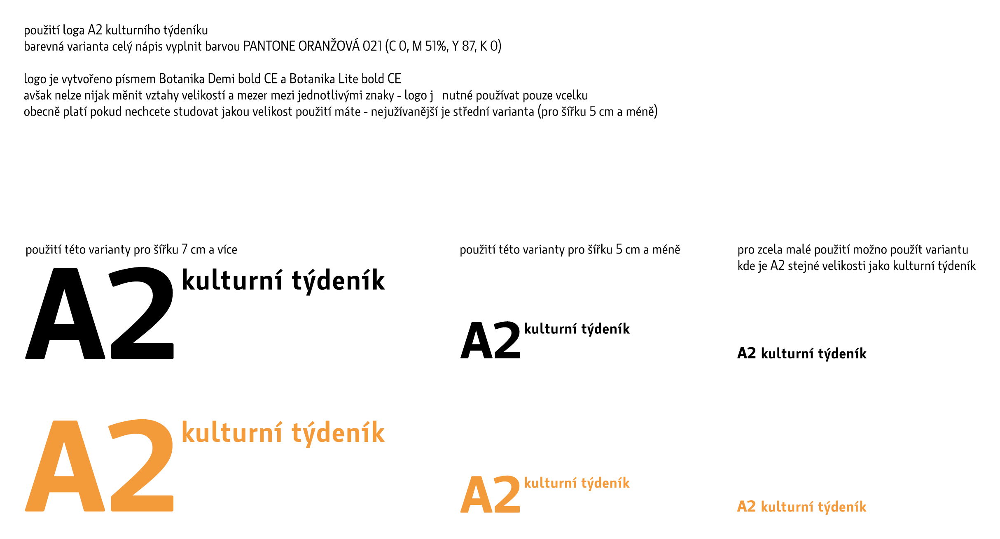 použití loga A2 kulturního týdeníku
barevná varianta celý nápis vyplnit barvou PANTONE ORANŽOVÁ 021 (C 0, M 51%, Y 87, K 0)
logo je vytvořeno písmem Botanika Demi bold CE a Botanika Lite bold CE
avšak nelze nijak měnit vztahy velikostí a mezer mezi jednotlivými znaky - logo j nutné používat pouze vcelku
obecně platí pokud nechcete studovat jakou velikost použití máte - nejužívanější je střední varianta (pro šířku 5 cm a méně)
použití této varianty pro šířku 7 cm a více
A2 kulturní týdeník
A2 kulturní týdeník
použití této varianty pro šířku 5 cm a méně
A2 kulturní týdeník
A2 kulturní týdeník
pro zcela malé použití možno použít variantu
kde je A2 stejné velikosti jako kulturní týdeník
A2 kulturní týdeník
A2 kulturní týdeník